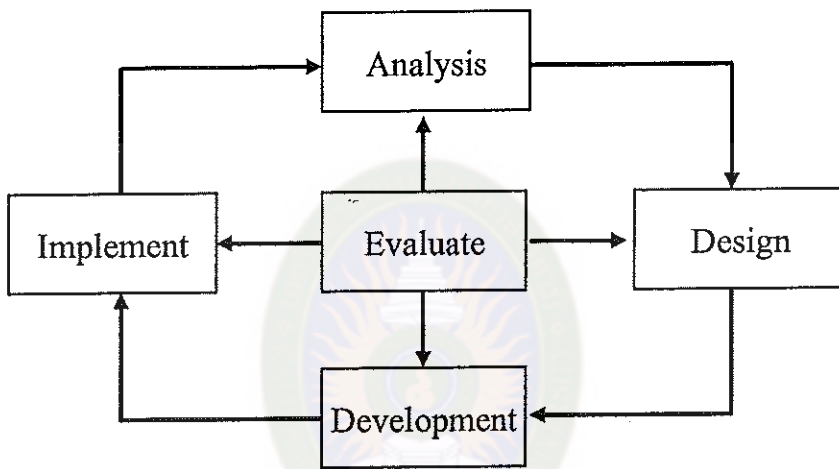 Analysis
Implement
Evaluate
Design
Development